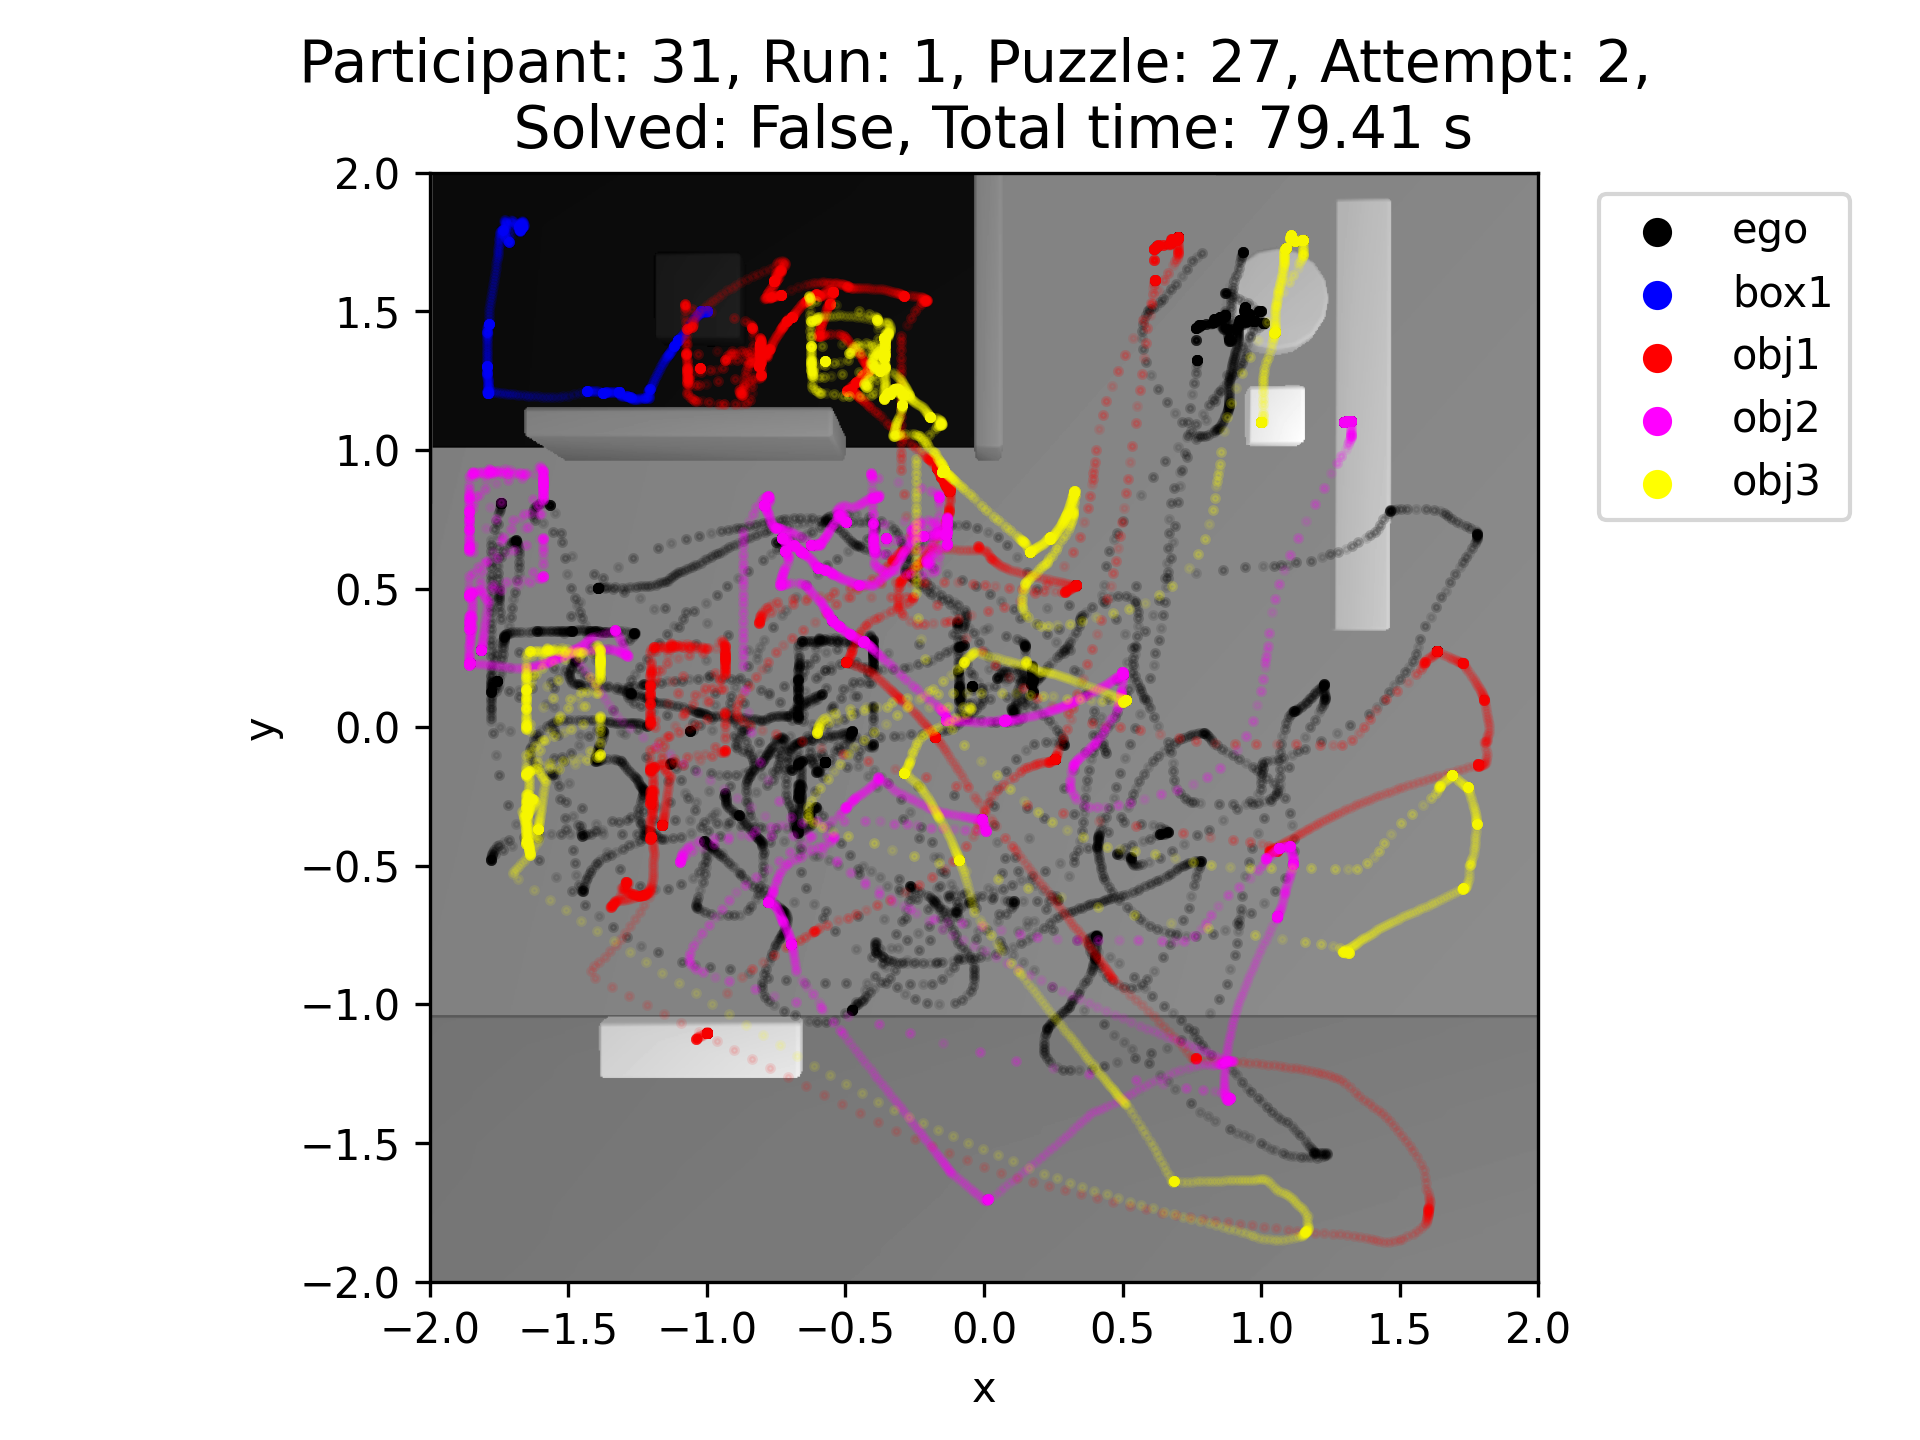 Participant: 31, Run: 1, Puzzle: 27, Attempt: 2,
Solved: False, Total time: 79.41 s
2.0
1.5
1.0
0.5
0.0
−0.5
−1.0
−1.5
−2.0
y
−2.0 −1.5 −1.0 −0.5 0.0 0.5 1.0 1.5 2.0
x
ego
box1
obj1
obj2
obj3